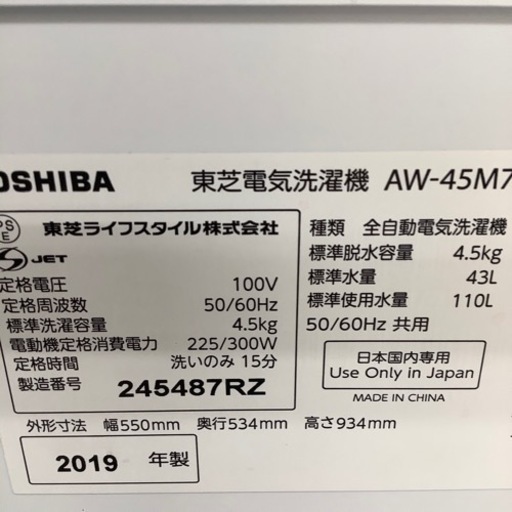 OSHIBA 東芝電気洗濯機 AW-45M7
PS
E
東芝ライフスタイル株式会社
S JET
定格電圧 100V
定格周波数 50/60Hz
標準洗濯容量 4.5kg
電動機定格消費電力 225/300W
定格時間 洗いのみ 15分
製造番号 245487RZ
種類 全自動電気洗濯機
標準脱水容量 4.5kg
標準水量 43L
標準使用水量 110L
50/60Hz 共用
日本国内専用
Use Only in Japan
MADE IN CHINA
外形寸法 幅550mm 奥行534mm 高さ934mm
2019 年製